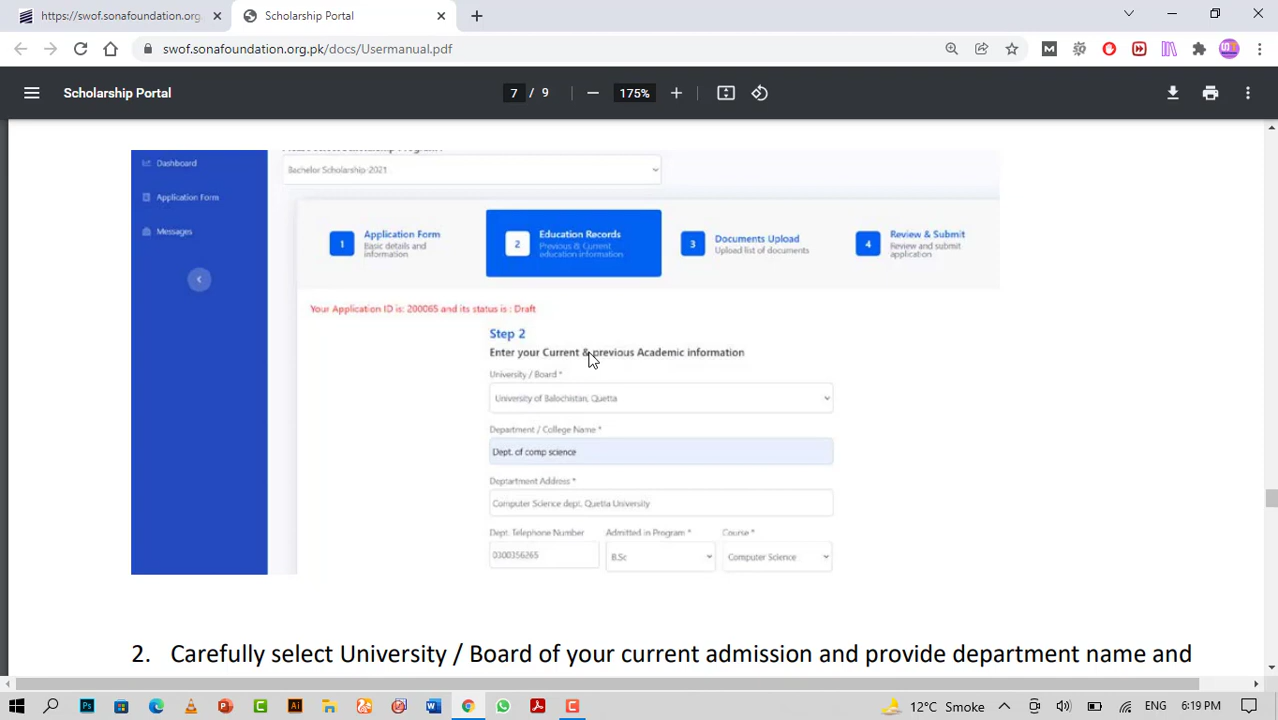 https://swof.sonafoundation.org.
Scholarship Portal
swof.sonafoundation.org.pk/docs/Usermanual.pdf
Scholarship Portal
7 / 9
175%
Dashboard
Application Form
Messages
Bachelor Scholarship-2021
1
Application Form
Basic details and
information
2
Education Records
Previous & Current
education information
3
Documents Upload
Upload list of documents
4
Review & Submit
Review and submit
application
Your Application ID is: 200065 and its status is : Draft
Step 2
Enter your Current & previous Academic information
University / Board *
University of Balochistan, Quetta
Department / College Name *
Dept. of comp science
Deptartment Address *
Computer Science dept, Quetta University
Dept. Telephone Number Admitted in Program * Course *
0300356265 B.Sc Computer Science
2. Carefully select University / Board of your current admission and provide department name and
12°C Smoke
ENG
6:19 PM